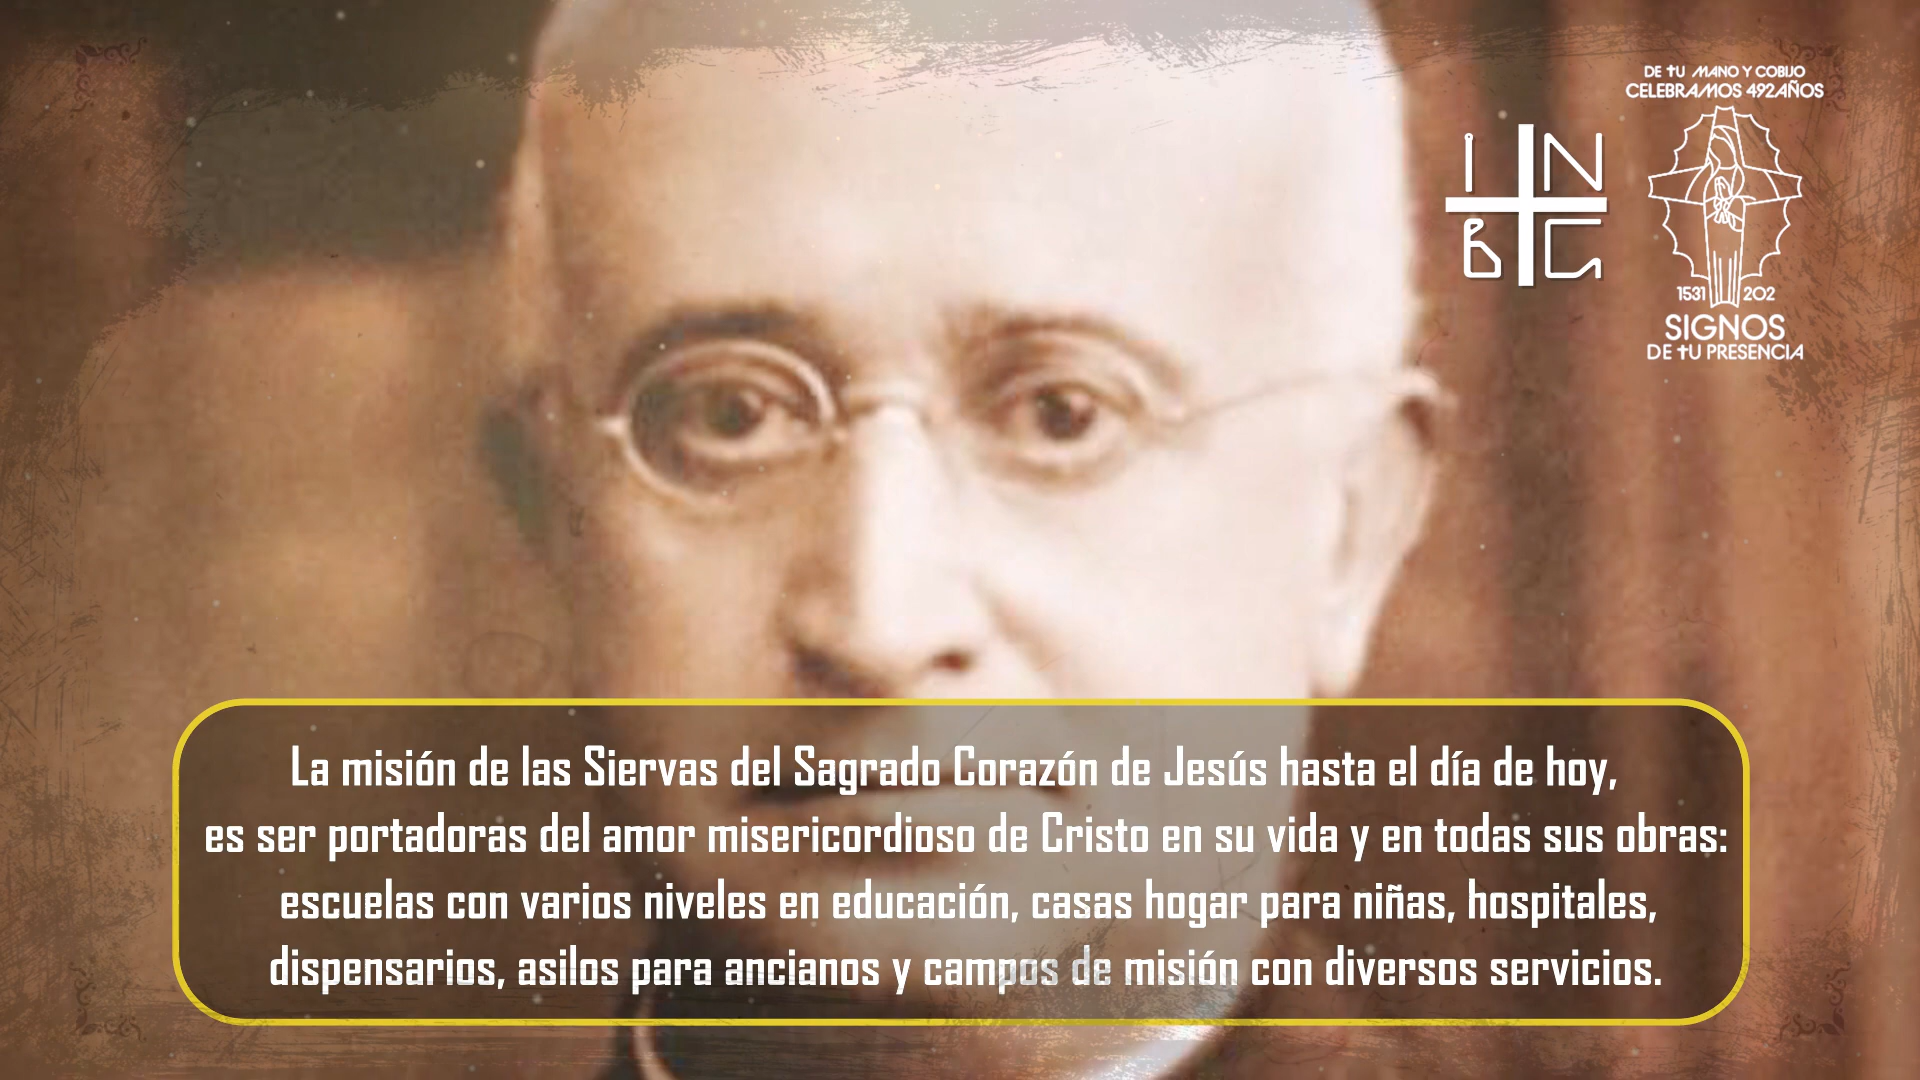 DE TU MANO Y COBIJO
CELEBRAMOS 492AÑOS
I N
B G
1531 202
SIGNOS
DE TU PRESENCIA
La misión de las Siervas del Sagrado Corazón de Jesús hasta el día de hoy,
es ser portadoras del amor misericordioso de Cristo en su vida y en todas sus obras:
escuelas con varios niveles en educación, casas hogar para niñas, hospitales,
dispensarios, asilos para ancianos y campos de misión con diversos servicios.